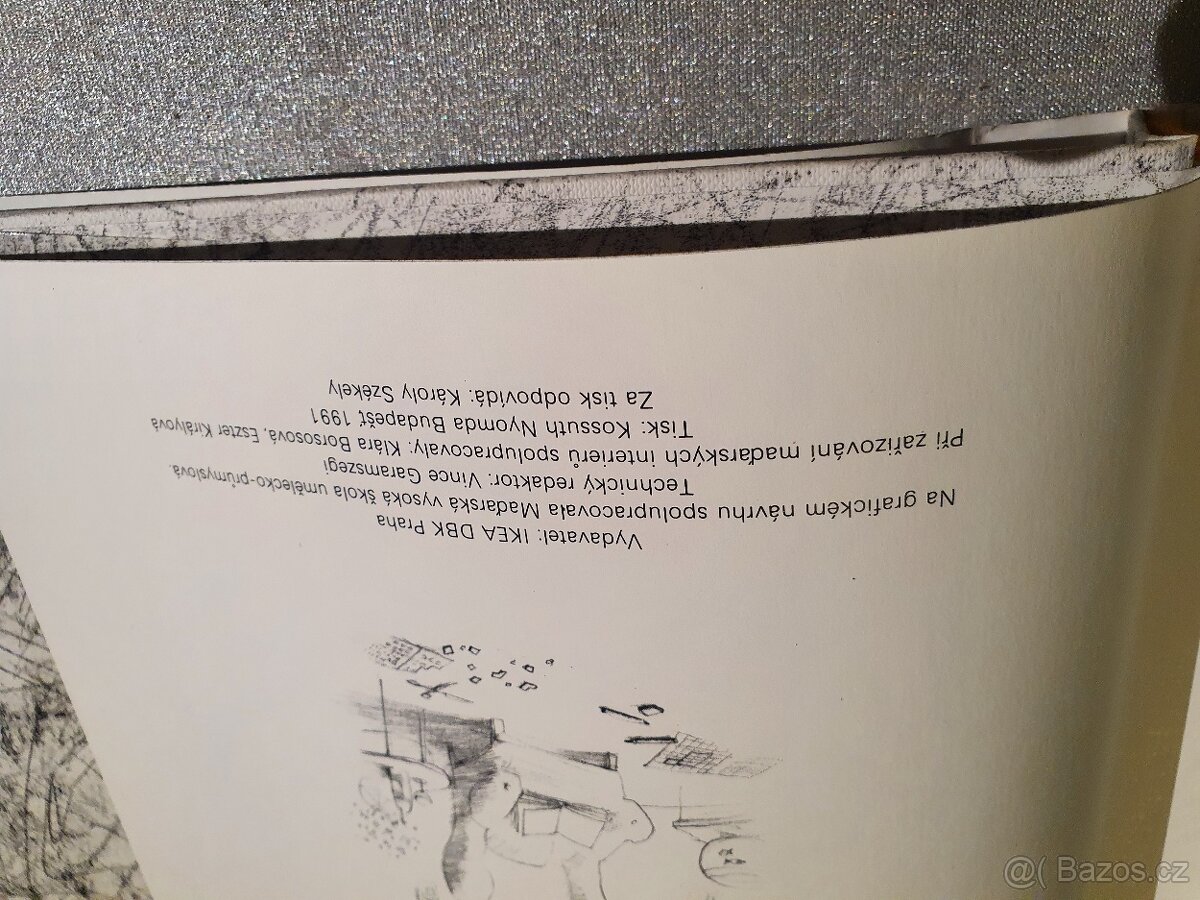 Vydavatel: IKEA DBK Praha
Na grafickém návrhu spolupracovala Maďarská vysoká škola umělecko-průmyslová.
Technický redaktor: Vince Garamszegi
Při zařizování maďarských interierů spolupracovaly: Klára Borsosová, Eszter Királyová
Tisk: Kossuth Nyomda Budapešť 1991
Za tisk odpovídá: Károly Székely
@( Bazos.cz